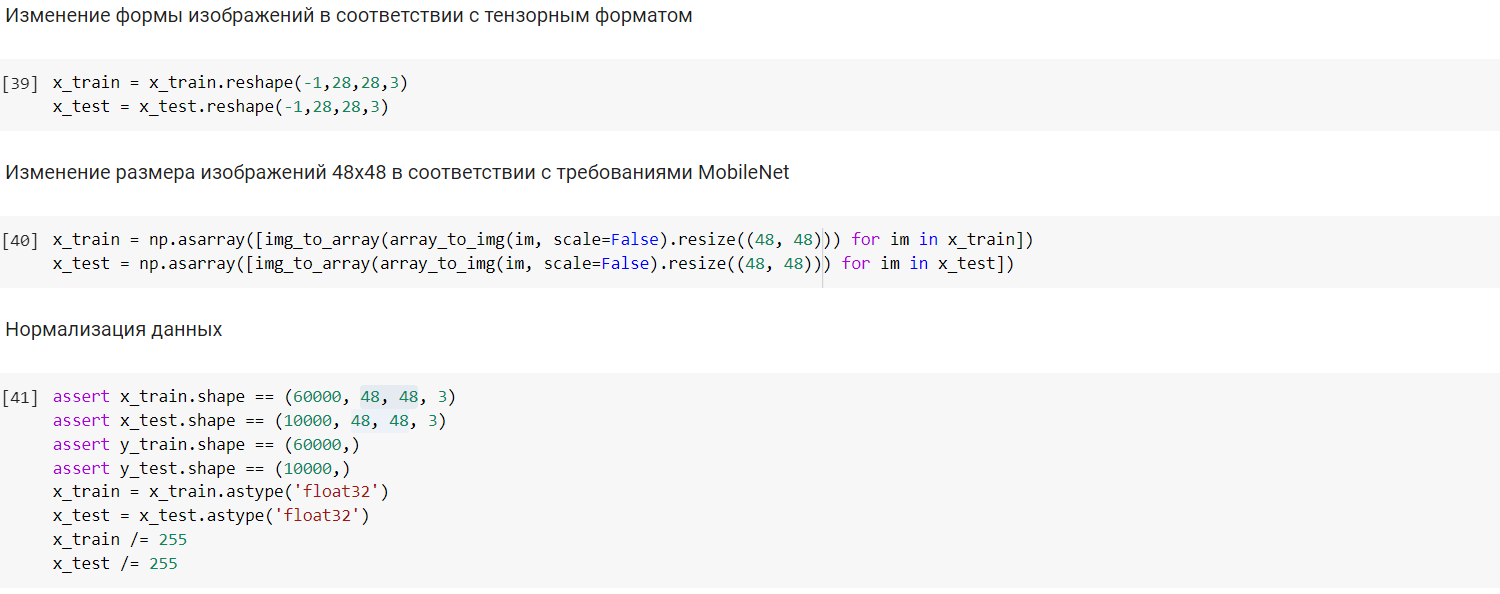 Изменение формы изображений в соответствии с тензорным форматом
[39] x_train = x_train.reshape(-1,28,28,3)
x_test = x_test.reshape(-1,28,28,3)
Изменение размера изображений 48x48 в соответствии с требованиями MobileNet
[40] x_train = np.asarray([img_to_array(array_to_img(im, scale=False).resize((48, 48))) for im in x_train])
x_test = np.asarray([img_to_array(array_to_img(im, scale=False).resize((48, 48))) for im in x_test])
Нормализация данных
[41] assert x_train.shape == (60000, 48, 48, 3)
assert x_test.shape == (10000, 48, 48, 3)
assert y_train.shape == (60000,)
assert y_test.shape == (10000,)
x_train = x_train.astype('float32')
x_test = x_test.astype('float32')
x_train /= 255
x_test /= 255